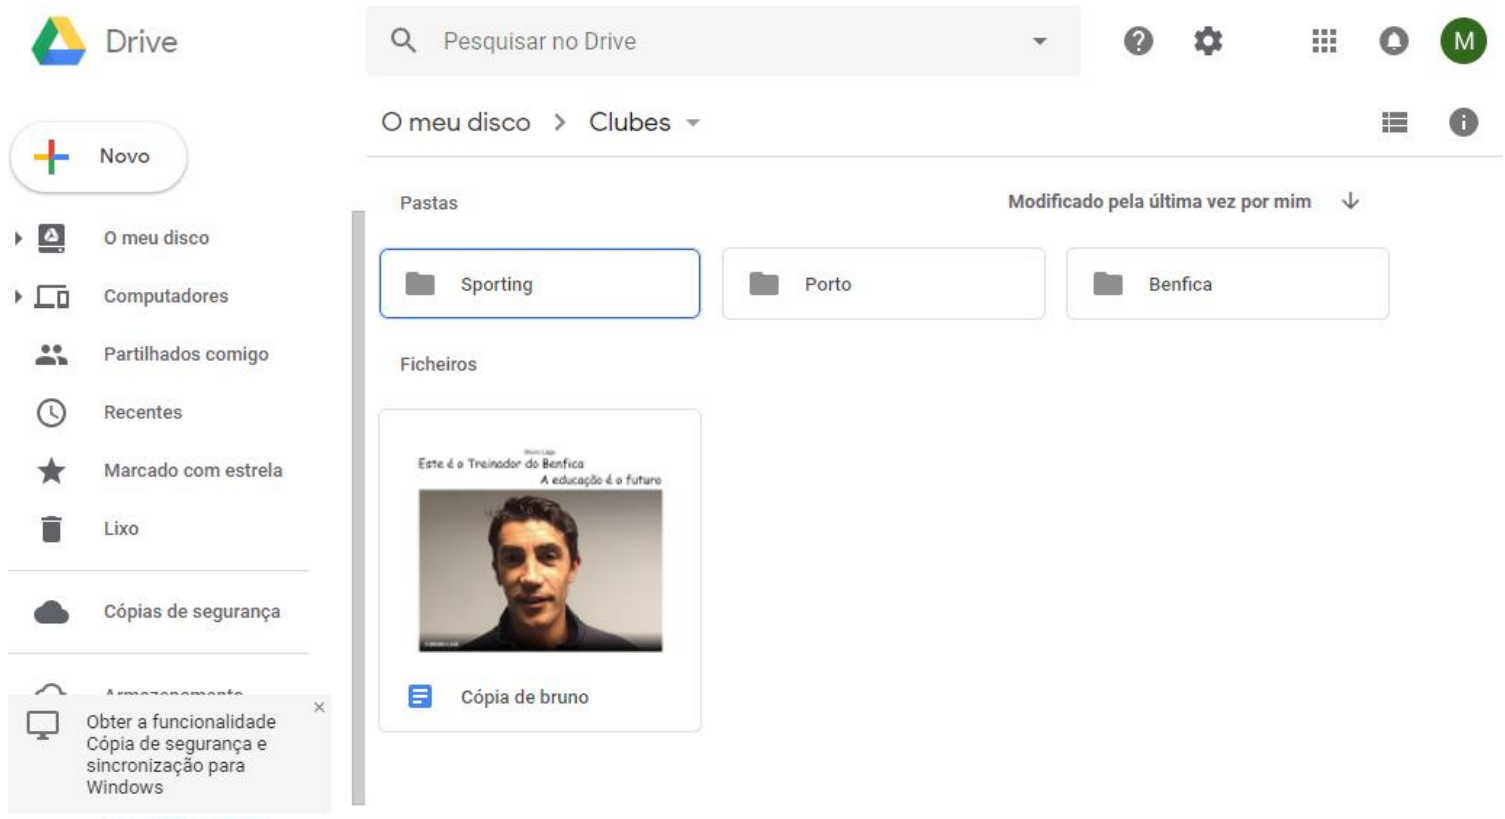 Drive
Pesquisar no Drive
M
O meu disco > Clubes
Novo
Pastas
Modificado pela última vez por mim
O meu disco
Computadores
Partilhados comigo
Recentes
Marcado com estrela
Lixo
Cópias de segurança
Armazenamento
Obter a funcionalidade
Cópia de segurança e
sincronização para
Windows
Sporting
Porto
Benfica
Ficheiros
Este é o Treinador do Benfica
A educação é o futuro
Cópia de bruno